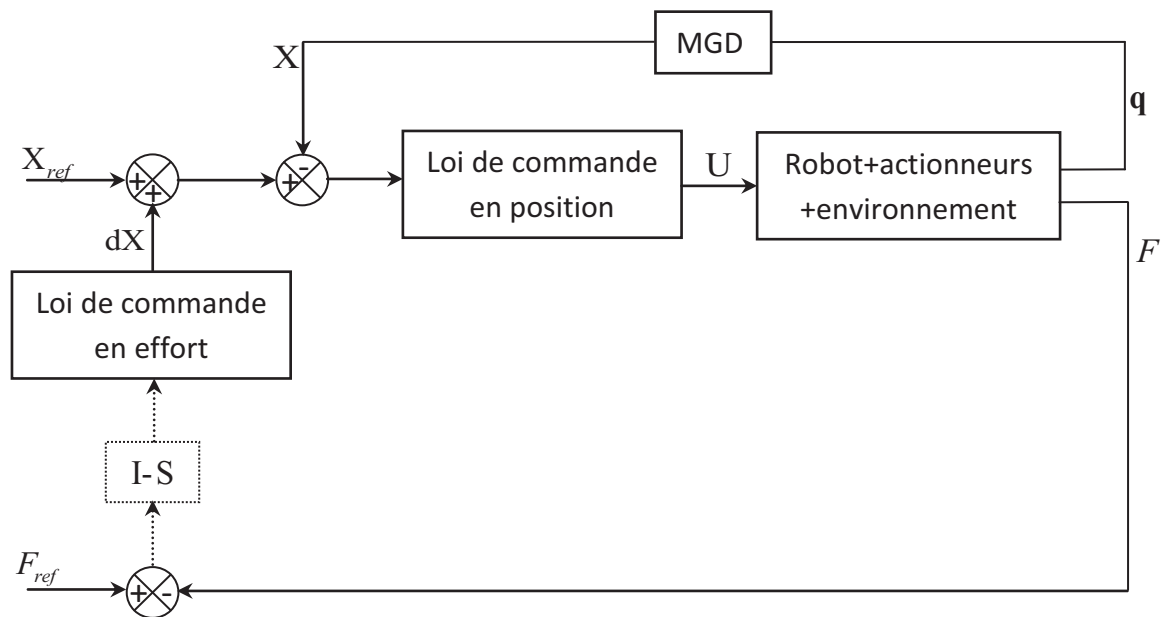 MGD
X
q
X_ref
+
+
+
-
Loi de commande
en position
U
Robot+actionneurs
+environnement
dX
F
Loi de commande
en effort
I-S
F_ref
+
-